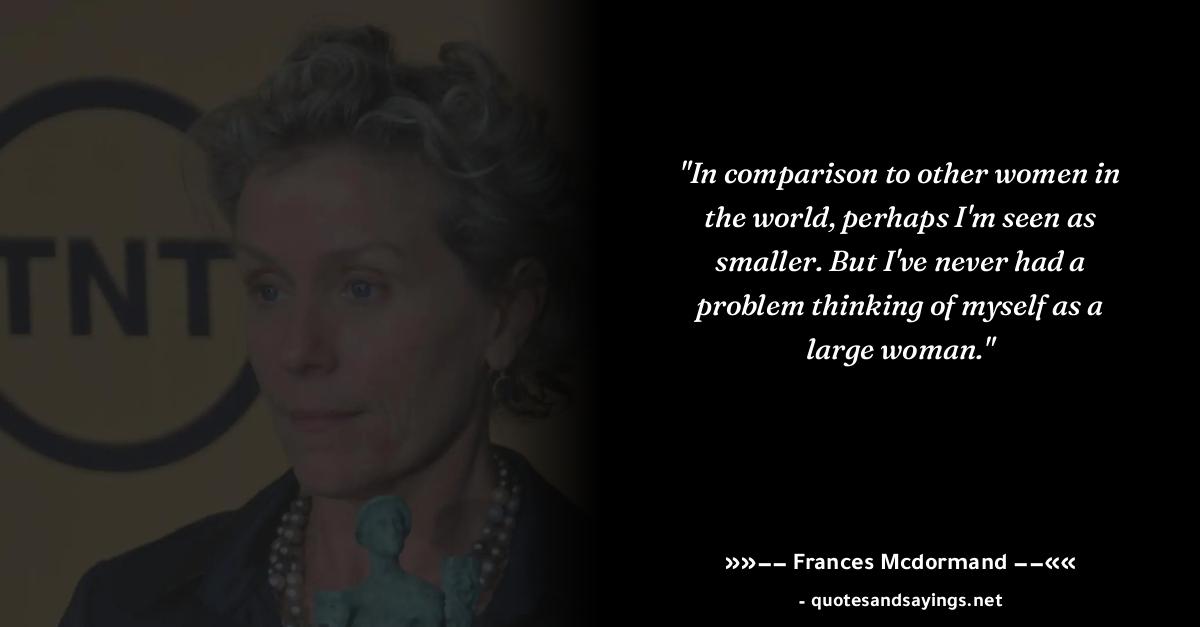 TNT
"In comparison to other women in
the world, perhaps I'm seen as
smaller. But I've never had a
problem thinking of myself as a
large woman."
»»–– Frances Mcdormand ––««
- quotesandsayings.net